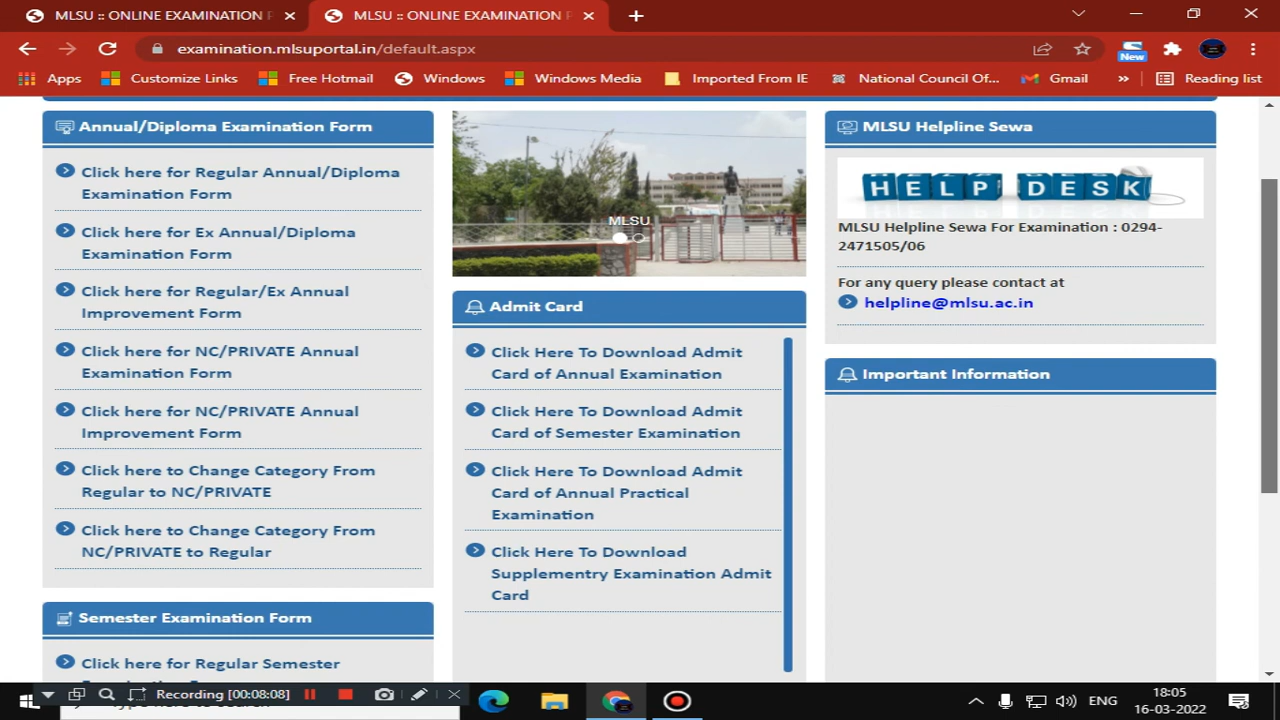 MLSU :: ONLINE EXAMINATION P
MLSU :: ONLINE EXAMINATION P
examination.mlsuportal.in/default.aspx
New
Apps
Customize Links
Free Hotmail
Windows
Windows Media
Imported From IE
National Council Of...
Gmail
»
Reading list
Annual/Diploma Examination Form
Click here for Regular Annual/Diploma
Examination Form
Click here for Ex Annual/Diploma
Examination Form
Click here for Regular/Ex Annual
Improvement Form
Click here for NC/PRIVATE Annual
Examination Form
Click here for NC/PRIVATE Annual
Improvement Form
Click here to Change Category From
Regular to NC/PRIVATE
Click here to Change Category From
NC/PRIVATE to Regular
Semester Examination Form
Click here for Regular Semester
MLSU
Admit Card
Click Here To Download Admit
Card of Annual Examination
Click Here To Download Admit
Card of Semester Examination
Click Here To Download Admit
Card of Annual Practical
Examination
Click Here To Download
Supplementry Examination Admit
Card
MLSU Helpline Sewa
HELP DESK
MLSU Helpline Sewa For Examination : 0294-
2471505/06
For any query please contact at
helpline@mlsu.ac.in
Important Information
Recording [00:08:08]
ENG
18:05
16-03-2022